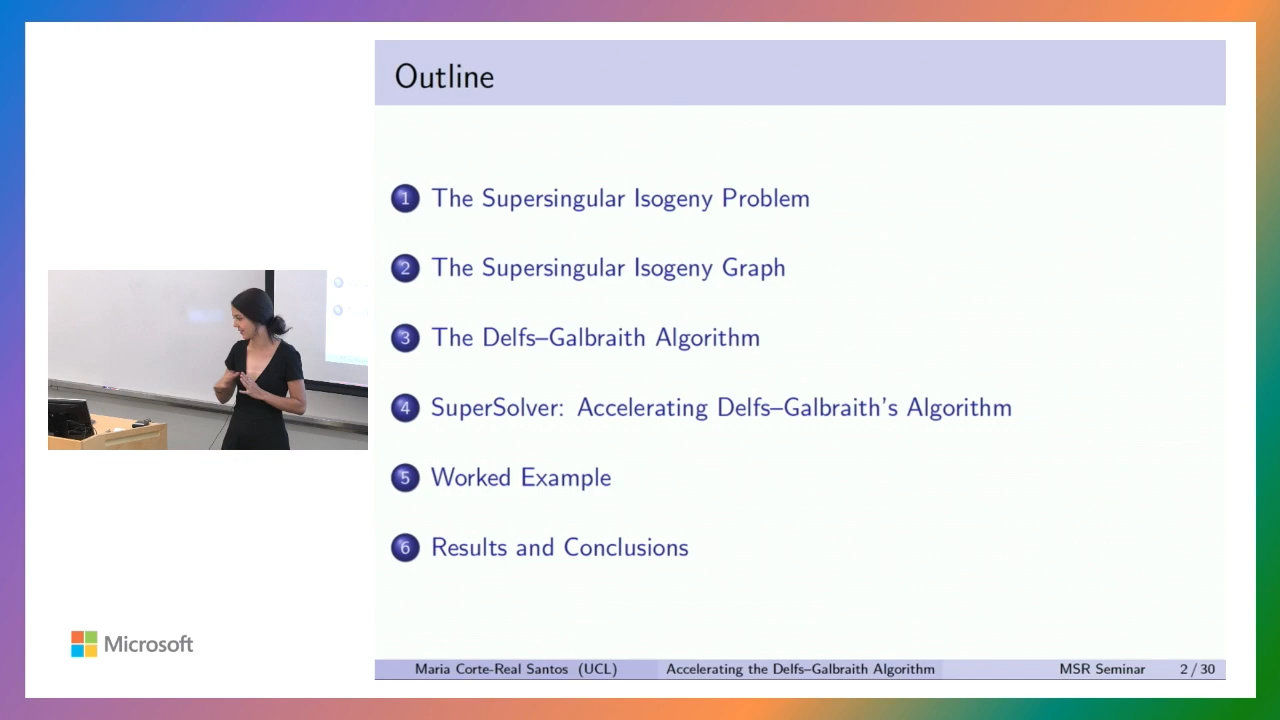 Outline
1 The Supersingular Isogeny Problem
2 The Supersingular Isogeny Graph
3 The Delfs–Galbraith Algorithm
4 SuperSolver: Accelerating Delfs–Galbraith's Algorithm
5 Worked Example
6 Results and Conclusions
Microsoft
Maria Corte-Real Santos (UCL) Accelerating the Delfs–Galbraith Algorithm MSR Seminar 2 / 30